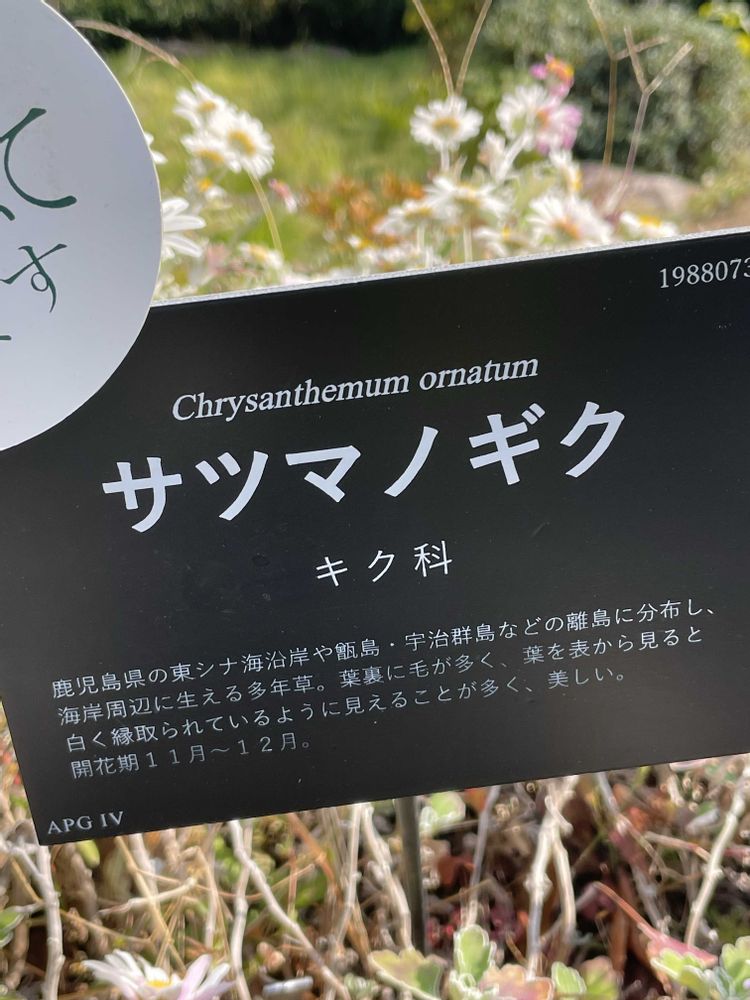 て
です
1988073
Chrysanthemum ornatum
サツマノギク
キク科
鹿児島県の東シナ海沿岸や甑島・宇治群島などの離島に分布し、
海岸周辺に生える多年草。葉裏に毛が多く、葉を表から見ると
白く縁取られているように見えることが多く、美しい。
開花期１１月～１２月。
APG IV